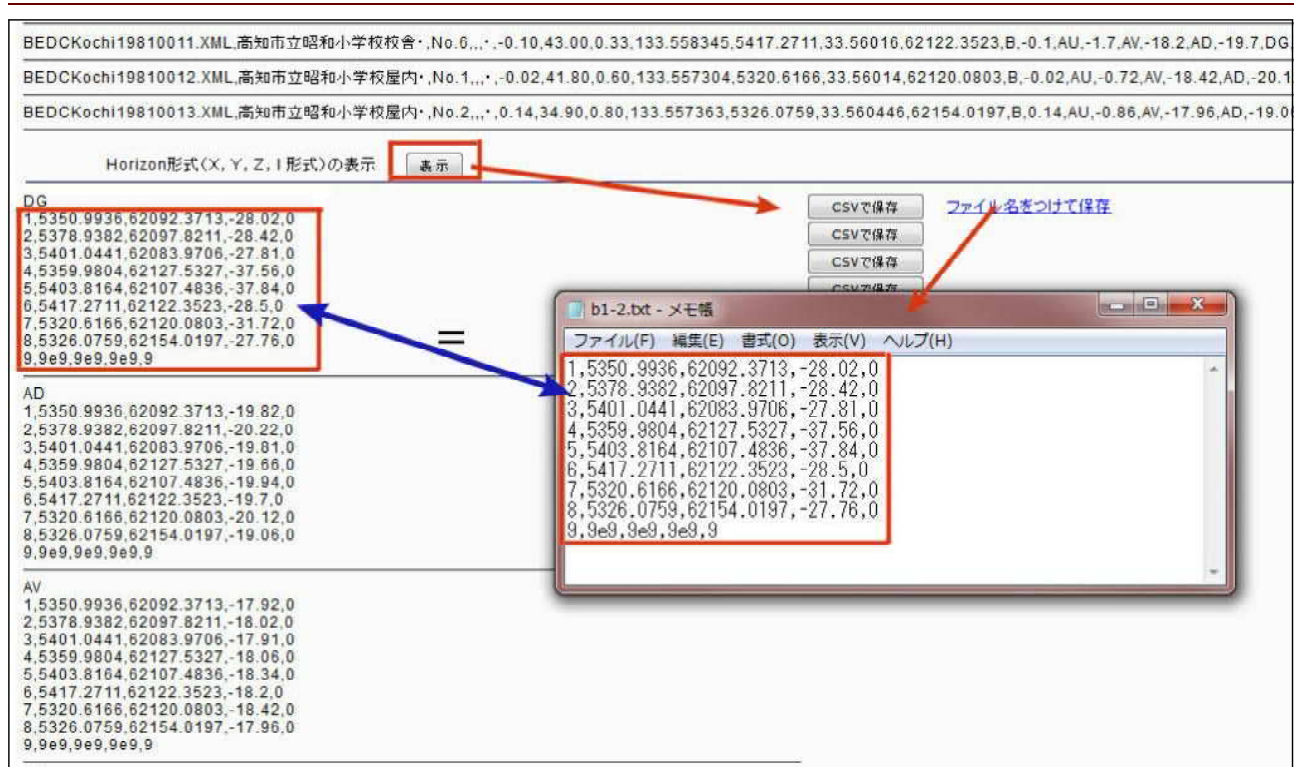 BEDCKochi19810011.XML,高知市立昭和小学校校舎・,No.6,,,・,-0.10,43.00,0.33,133.558345,5417.2711,33.56016,62122.3523,B,-0.1,AU,-1.7,AV,-18.2,AD,-19.7,DG,
BEDCKochi19810012.XML,高知市立昭和小学校屋内・,No.1,,,・,-0.02,41.80,0.60,133.557304,5320.6166,33.56014,62120.0803,B,-0.02,AU,-0.72,AV,-18.42,AD,-20.1
BEDCKochi19810013.XML,高知市立昭和小学校屋内・,No.2,,,・,0.14,34.90,0.80,133.557363,5326.0759,33.560446,62154.0197,B,0.14,AU,-0.86,AV,-17.96,AD,-19.0
Horizon形式(X, Y, Z, I 形式)の表示 表示
DG
1,5350.9936,62092.3713,-28.02,0
2,5378.9382,62097.8211,-28.42,0
3,5401.0441,62083.9706,-27.81,0
4,5359.9804,62127.5327,-37.56,0
5,5403.8164,62107.4836,-37.84,0
6,5417.2711,62122.3523,-28.5,0
7,5320.6166,62120.0803,-31.72,0
8,5326.0759,62154.0197,-27.76,0
9,9e9,9e9,9e9,9
CSVで保存 ファイル名をつけて保存
CSVで保存
CSVで保存
CSVで保存
=
b1-2.txt - メモ帳
ファイル(F) 編集(E) 書式(O) 表示(V) ヘルプ(H)
1,5350.9936,62092.3713,-28.02,0
2,5378.9382,62097.8211,-28.42,0
3,5401.0441,62083.9706,-27.81,0
4,5359.9804,62127.5327,-37.56,0
5,5403.8164,62107.4836,-37.84,0
6,5417.2711,62122.3523,-28.5,0
7,5320.6166,62120.0803,-31.72,0
8,5326.0759,62154.0197,-27.76,0
9,9e9,9e9,9e9,9
AD
1,5350.9936,62092.3713,-19.82,0
2,5378.9382,62097.8211,-20.22,0
3,5401.0441,62083.9706,-19.81,0
4,5359.9804,62127.5327,-19.66,0
5,5403.8164,62107.4836,-19.94,0
6,5417.2711,62122.3523,-19.7,0
7,5320.6166,62120.0803,-20.12,0
8,5326.0759,62154.0197,-19.06,0
9,9e9,9e9,9e9,9
AV
1,5350.9936,62092.3713,-17.92,0
2,5378.9382,62097.8211,-18.02,0
3,5401.0441,62083.9706,-17.91,0
4,5359.9804,62127.5327,-18.06,0
5,5403.8164,62107.4836,-18.34,0
6,5417.2711,62122.3523,-18.2,0
7,5320.6166,62120.0803,-18.42,0
8,5326.0759,62154.0197,-17.96,0
9,9e9,9e9,9e9,9